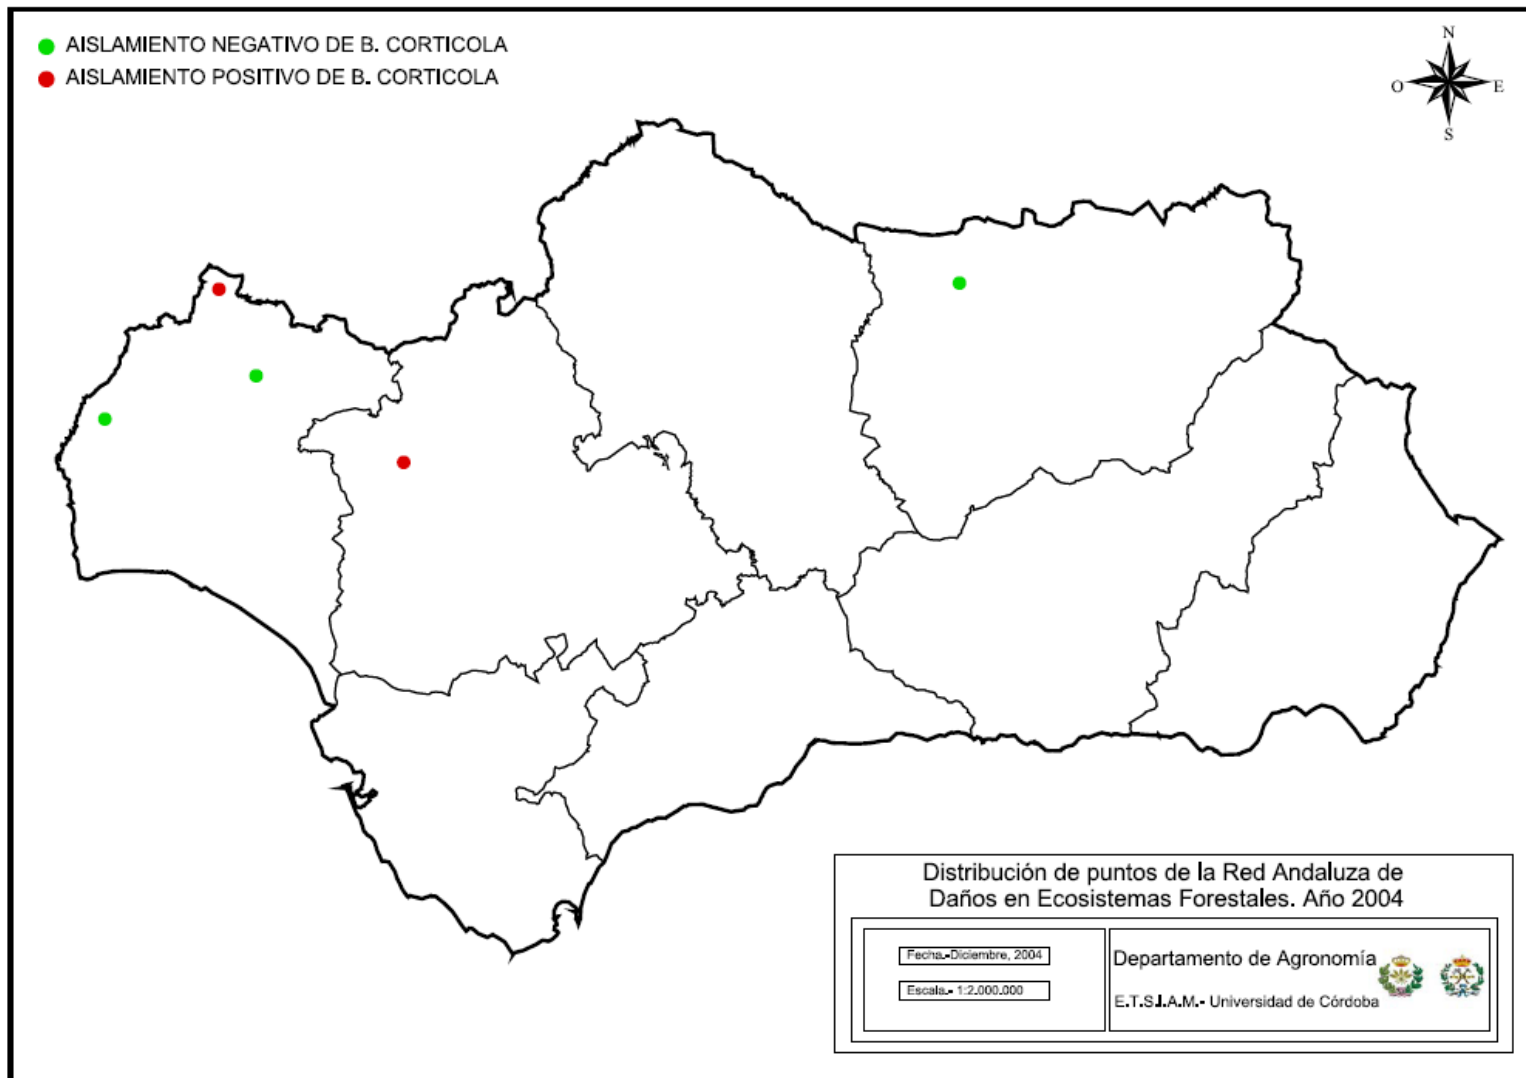 AISLAMIENTO NEGATIVO DE B. CORTICOLA
AISLAMIENTO POSITIVO DE B. CORTICOLA
N
O
E
S
Distribución de puntos de la Red Andaluza de
Daños en Ecosistemas Forestales. Año 2004
Fecha.-Diciembre, 2004
Escala.- 1:2.000.000
Departamento de Agronomía
E.T.S.I.A.M.- Universidad de Córdoba